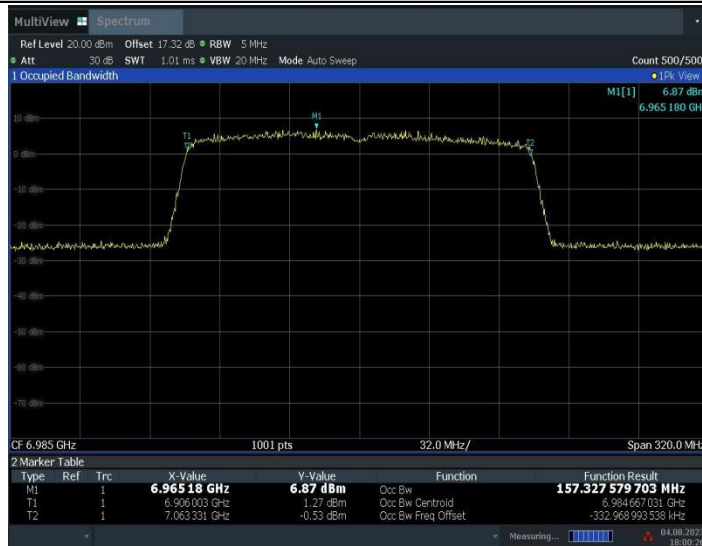 MultiView Spectrum
Ref Level 20.00 dBm Offset 17.32 dB RBW 5 MHz
Att 30 dB SWT 1.01 ms VBW 20 MHz Mode Auto Sweep Count 500/500
1 Occupied Bandwidth 1Pk View
M1[1] 6.87 dBm
6.965 180 GH
10 dBm
M1
T1
T2
0 dBm
-10 dBm
-20 dBm
-30 dBm
-40 dBm
-50 dBm
-60 dBm
-70 dBm
CF 6.985 GHz 1001 pts 32.0 MHz/ Span 320.0 MHz
2 Marker Table
Type Ref Trc X-Value Y-Value Function Function Result
M1 1 6.965 18 GHz 6.87 dBm Occ Bw 157.327 579 703 MHz
T1 1 6.906 003 GHz 1.27 dBm Occ Bw Centroid 6.984 667 031 GHz
T2 1 7.063 331 GHz -0.53 dBm Occ Bw Freq Offset -332.968 993 538 kHz
Measuring... 04.08.2023
18:00:26